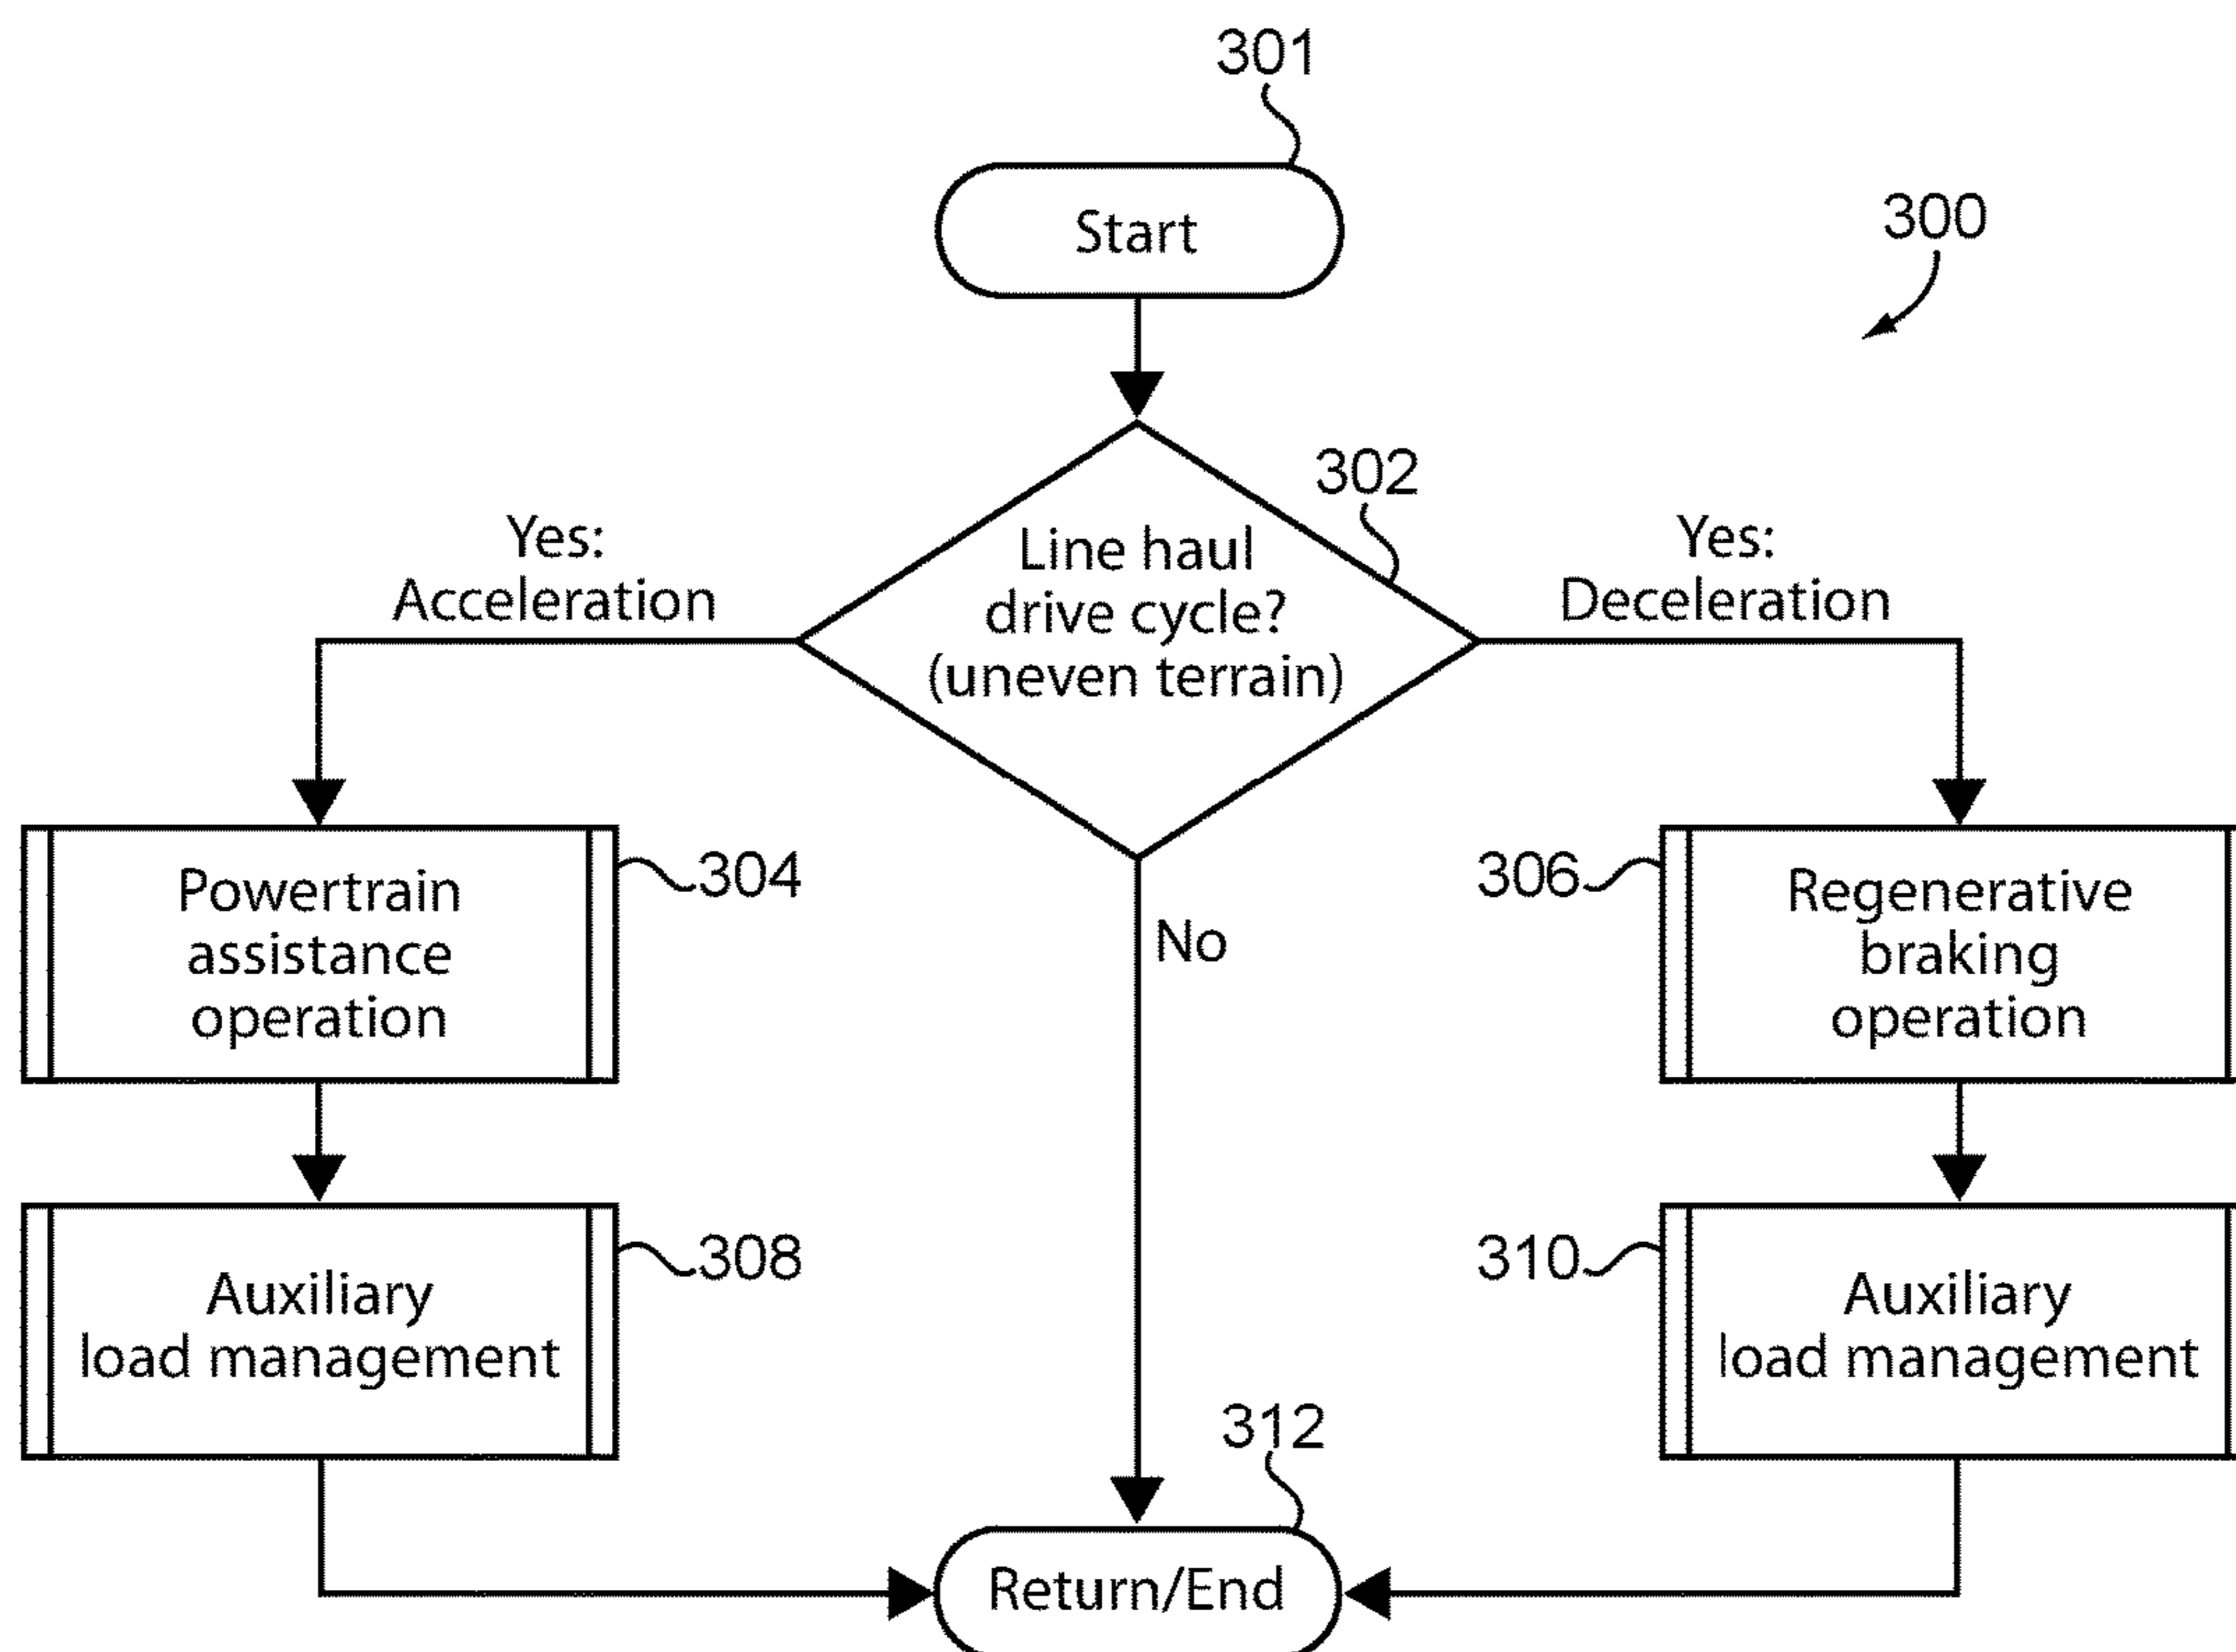 301
Start
300
302
Line haul
drive cycle?
(uneven terrain)
Yes:
Acceleration
Yes:
Deceleration
Powertrain
assistance
operation
304
No
306
Regenerative
braking
operation
Auxiliary
load management
308
310
Auxiliary
load management
312
Return/End